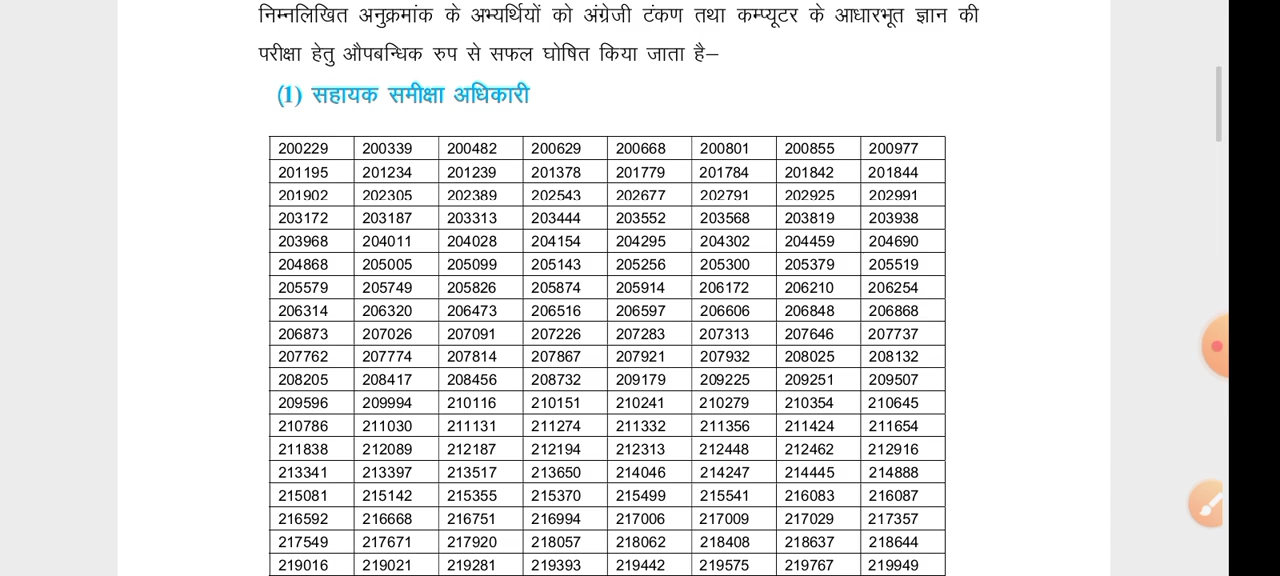 निम्नलिखित अनुक्रमांक के अभ्यर्थियों को अंग्रेजी टंकण तथा कम्प्यूटर के आधारभूत ज्ञान की
परीक्षा हेतु औपबन्धिक रुप से सफल घोषित किया जाता है–
(1) सहायक समीक्षा अधिकारी
200229 200339 200482 200629 200668 200801 200855 200977
201195 201234 201239 201378 201779 201784 201842 201844
201902 202305 202389 202543 202677 202791 202925 202991
203172 203187 203313 203444 203552 203568 203819 203938
203968 204011 204028 204154 204295 204302 204459 204690
204868 205005 205099 205143 205256 205300 205379 205519
205579 205749 205826 205874 205914 206172 206210 206254
206314 206320 206473 206516 206597 206606 206848 206868
206873 207026 207091 207226 207283 207313 207646 207737
207762 207774 207814 207867 207921 207932 208025 208132
208205 208417 208456 208732 209179 209225 209251 209507
209596 209994 210116 210151 210241 210279 210354 210645
210786 211030 211131 211274 211332 211356 211424 211654
211838 212089 212187 212194 212313 212448 212462 212916
213341 213397 213517 213650 214046 214247 214445 214888
215081 215142 215355 215370 215499 215541 216083 216087
216592 216668 216751 216994 217006 217009 217029 217357
217549 217671 217920 218057 218062 218408 218637 218644
219016 219021 219281 219393 219442 219575 219767 219949